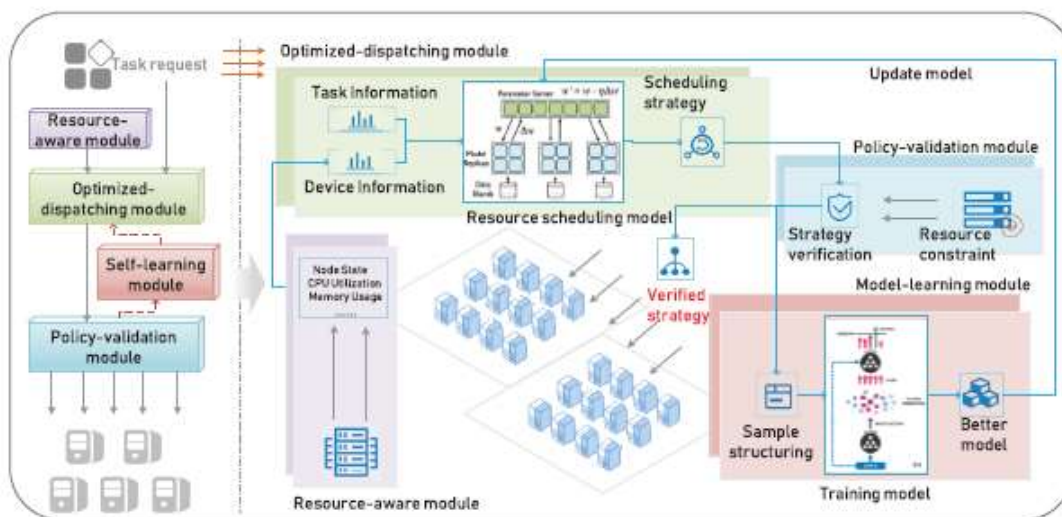 Task request
Resource-
aware module
Optimized-
dispatching module
Self-learning
module
Policy-validation
module
Optimized-dispatching module
Task Information
Device Information
Parameter Server w' = w - ηΔw
w Δw
Model
Replicas
Data
Shards
Resource scheduling model
Scheduling
strategy
Update model
Policy-validation module
Strategy
verification
Resource
constraint
Node State
CPU Utilization
Memory Usage
Resource-aware module
Verified
strategy
Model-learning module
Sample
structuring
Training model
Better
model